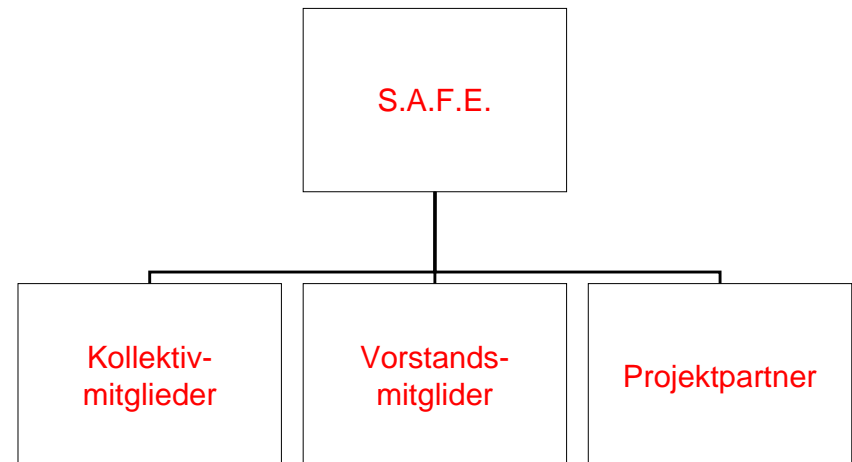 S.A.F.E.
Kollektiv-
mitglieder
Vorstands-
mitglider
Projektpartner